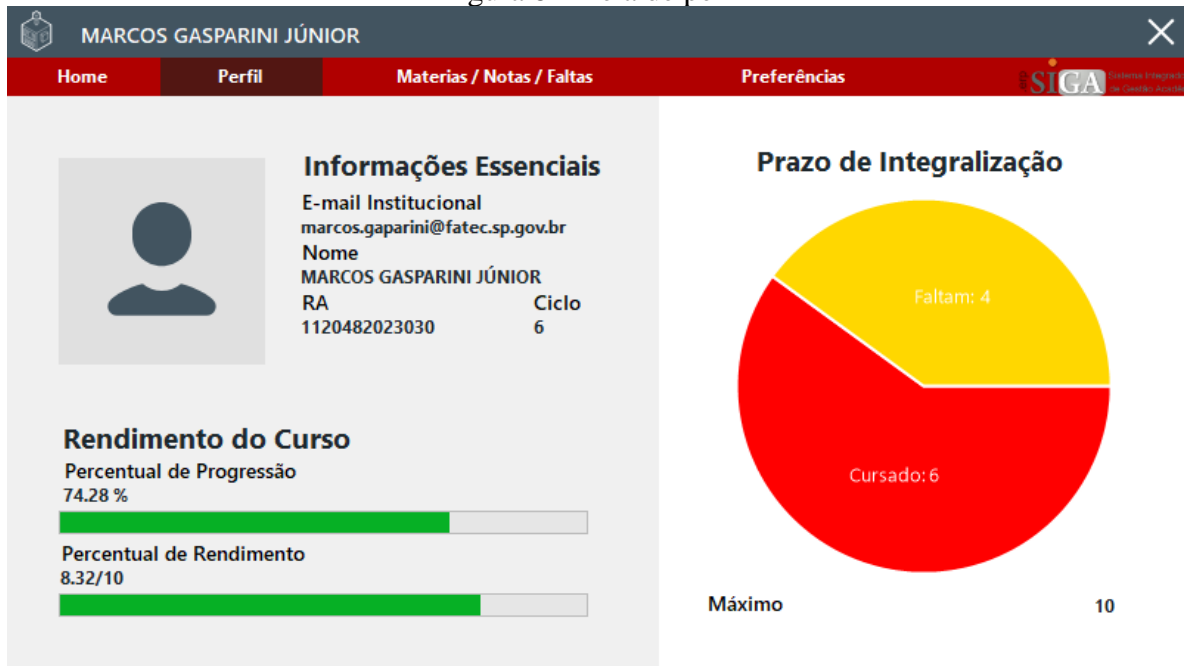 MARCOS GASPARINI JÚNIOR
Home Perfil Materias / Notas / Faltas Preferências SIGA
Sistema Integrado
Informações Essenciais
E-mail Institucional
marcos.gaparini@fatec.sp.gov.br
Nome
MARCOS GASPARINI JÚNIOR
RA Ciclo
1120482023030 6
Rendimento do Curso
Percentual de Progressão
74.28 %
Percentual de Rendimento
8.32/10
Prazo de Integralização
Faltam: 4
Cursado: 6
Máximo 10